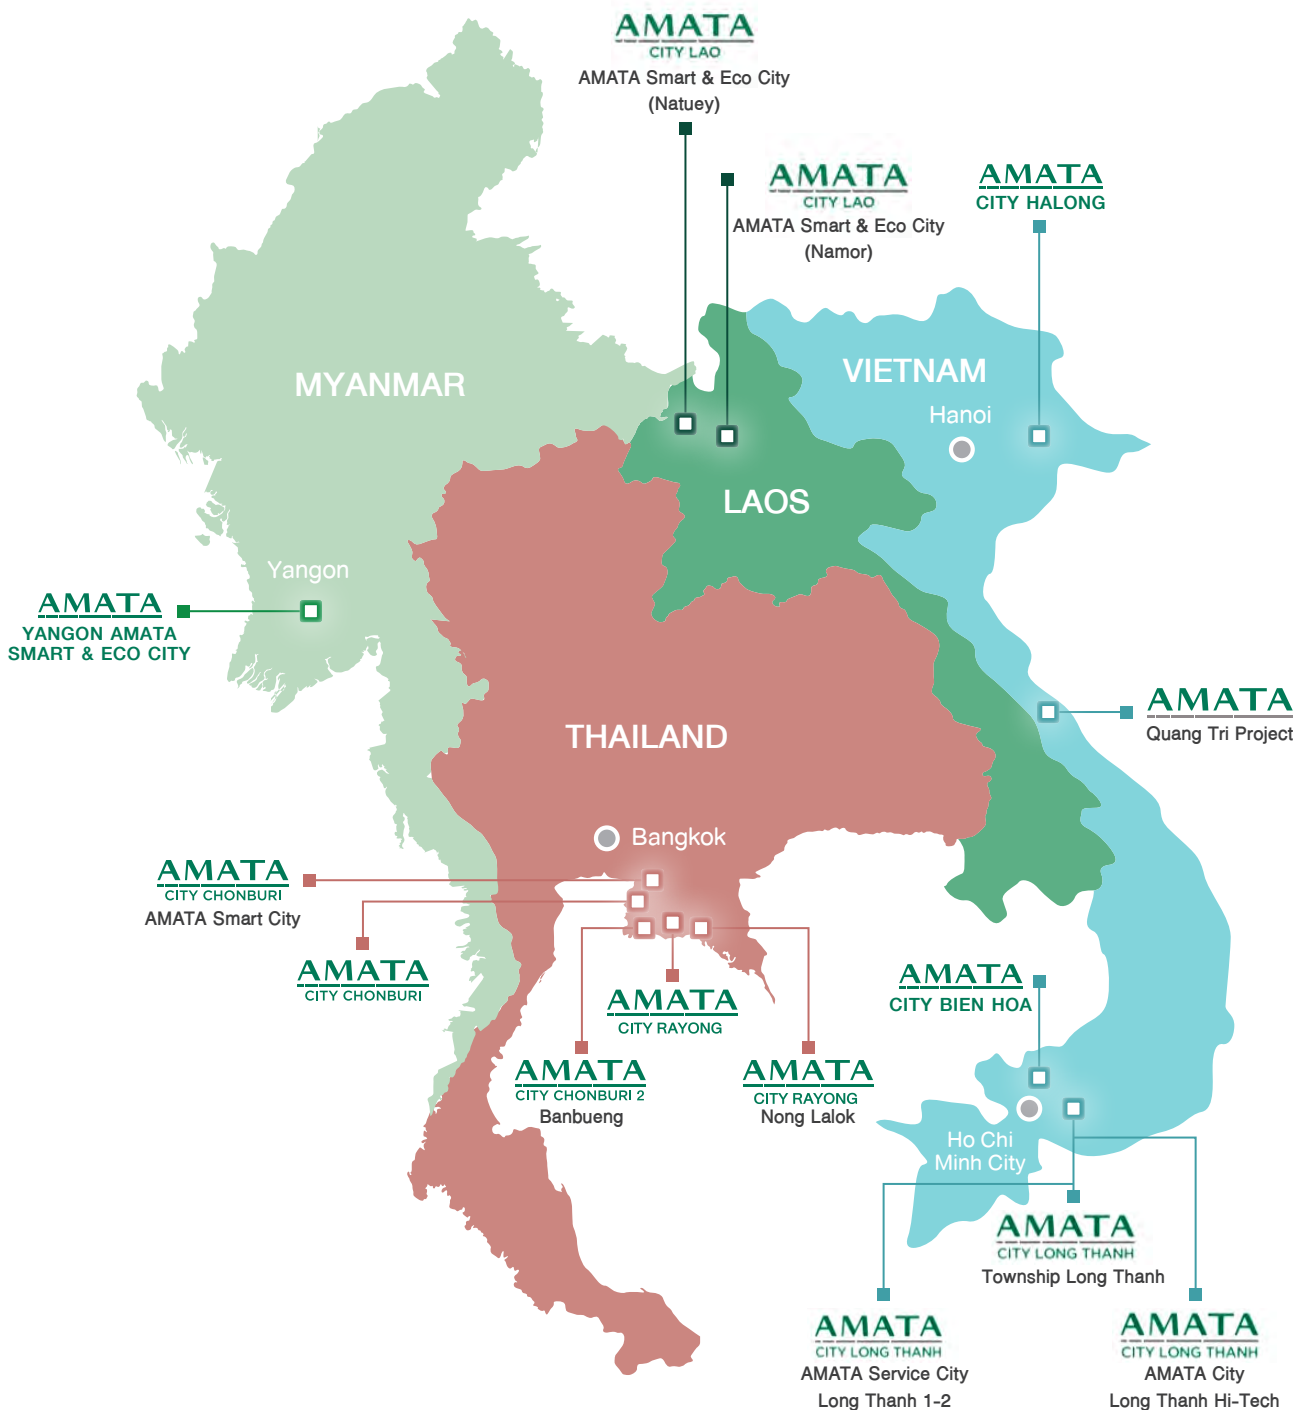 AMATA
CITY LAO
AMATA Smart & Eco City
(Natuey)
AMATA
CITY LAO
AMATA Smart & Eco City
(Namor)
AMATA
CITY HALONG
MYANMAR
VIETNAM
Hanoi
LAOS
Yangon
AMATA
YANGON AMATA
SMART & ECO CITY
AMATA
Quang Tri Project
THAILAND
Bangkok
AMATA
CITY CHONBURI
AMATA Smart City
AMATA
CITY CHONBURI
AMATA
CITY RAYONG
AMATA
CITY BIEN HOA
AMATA
CITY CHONBURI 2
Banbueng
AMATA
CITY RAYONG
Nong Lalok
Ho Chi
Minh City
AMATA
CITY LONG THANH
Township Long Thanh
AMATA
CITY LONG THANH
AMATA Service City
Long Thanh 1-2
AMATA
CITY LONG THANH
AMATA City
Long Thanh Hi-Tech